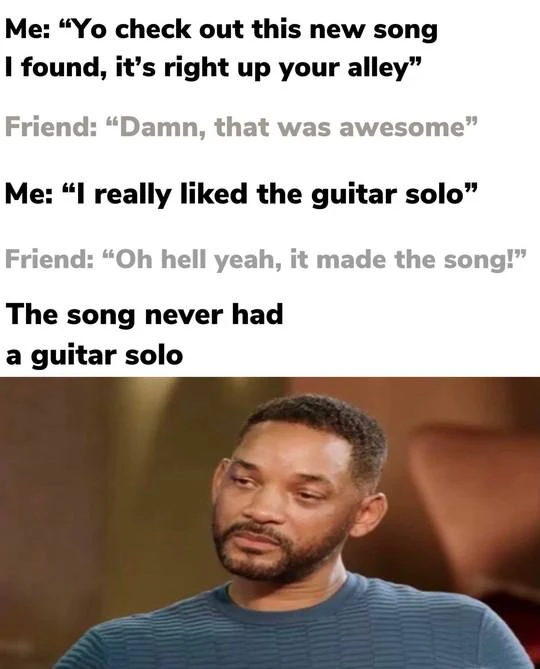 Me: “Yo check out this new song
I found, it’s right up your alley”
Friend: “Damn, that was awesome”
Me: “I really liked the guitar solo”
Friend: “Oh hell yeah, it made the song!”
The song never had
a guitar solo